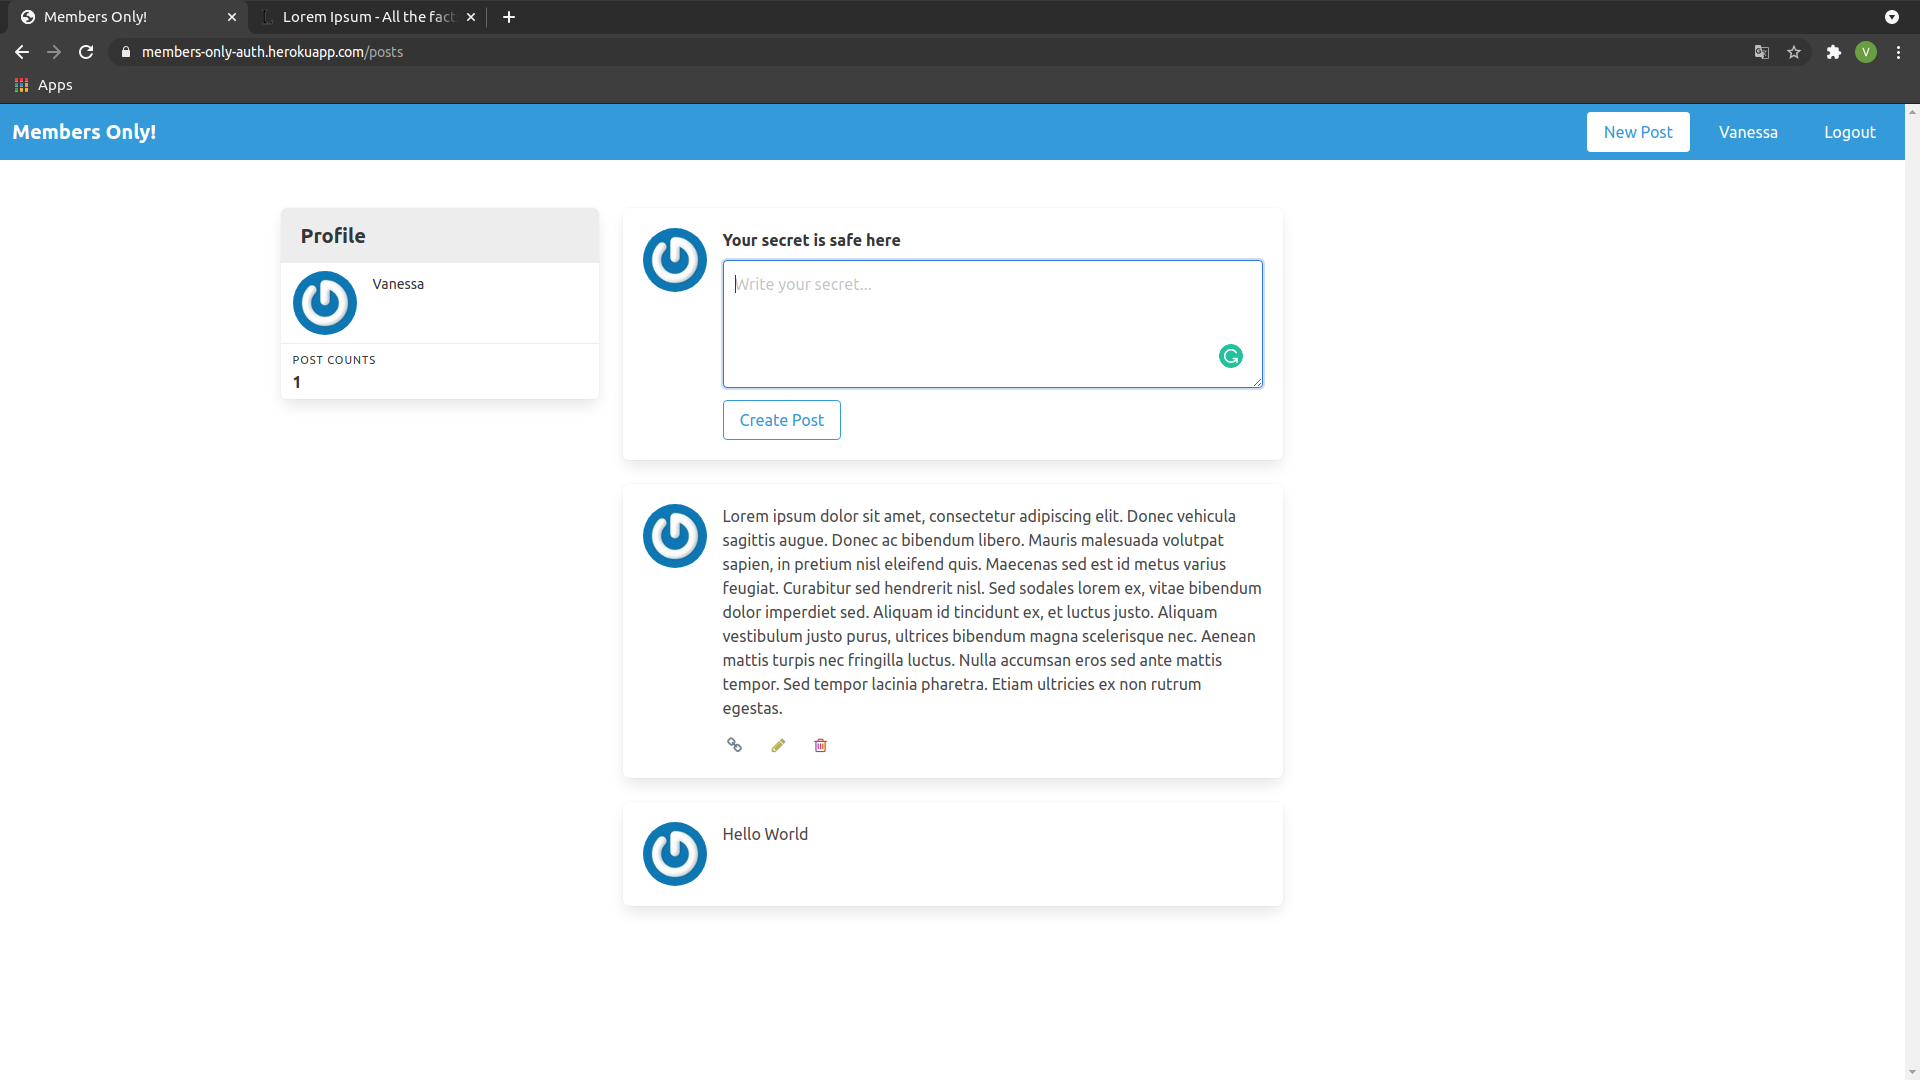 Members Only!
Lorem Ipsum - All the fact
members-only-auth.herokuapp.com/posts
V
Apps
Members Only!
New Post
Vanessa
Logout
Profile
Vanessa
POST COUNTS
1
Your secret is safe here
Write your secret...
Create Post
Lorem ipsum dolor sit amet, consectetur adipiscing elit. Donec vehicula
sagittis augue. Donec ac bibendum libero. Mauris malesuada volutpat
sapien, in pretium nisl eleifend quis. Maecenas sed est id metus varius
feugiat. Curabitur sed hendrerit nisl. Sed sodales lorem ex, vitae bibendum
dolor imperdiet sed. Aliquam id tincidunt ex, et luctus justo. Aliquam
vestibulum justo purus, ultrices bibendum magna scelerisque nec. Aenean
mattis turpis nec fringilla luctus. Nulla accumsan eros sed ante mattis
tempor. Sed tempor lacinia pharetra. Etiam ultricies ex non rutrum
egestas.
Hello World